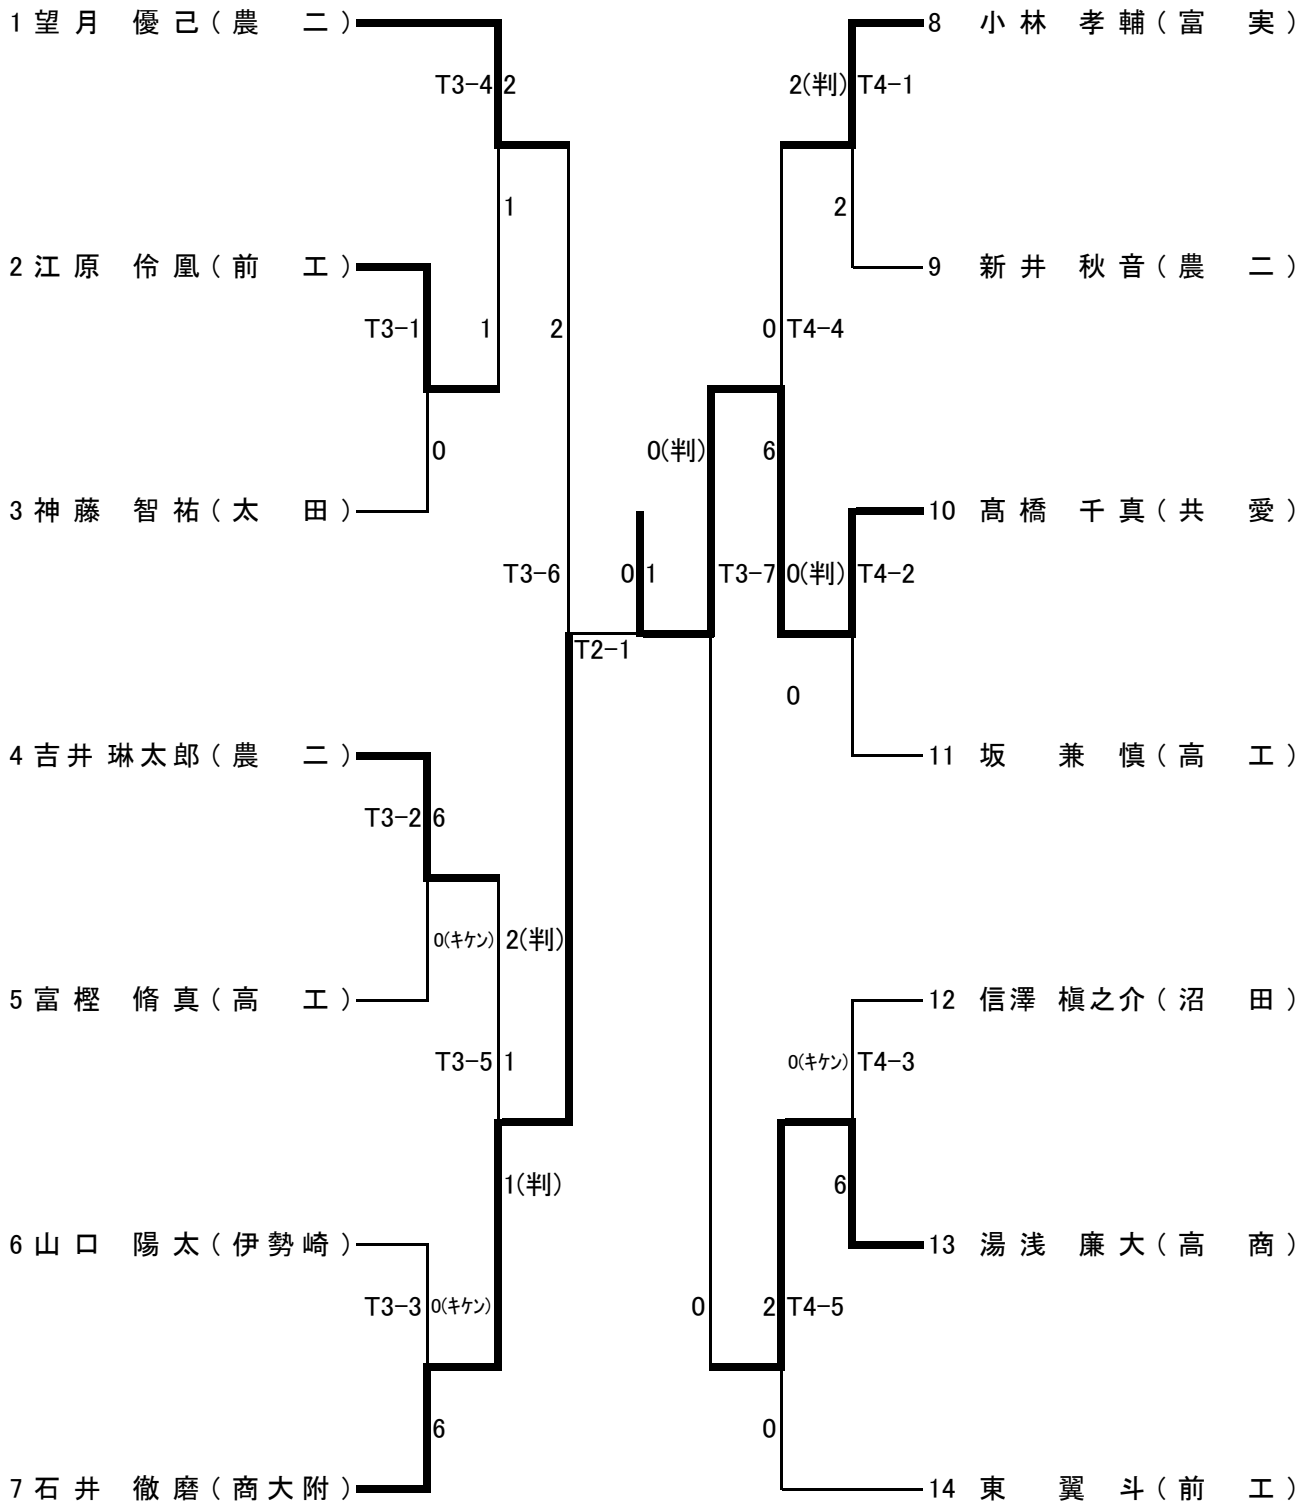 1 望月 優己(農 二)
8 小林 孝輔(富 実)
T3-4 2
2(判) T4-1
1
2
2 江原 伶凰(前 工)
9 新井 秋音(農 二)
T3-1 1 2
0 T4-4
0
0(判) 6
3 神藤 智祐(太 田)
10 髙橋 千真(共 愛)
T3-6 0 1 T3-7 0(判) T4-2
T2-1
0
4 吉井 琳太郎(農 二)
11 坂 兼慎(高 工)
T3-2 6
0(キケン) 2(判)
5 富樫 脩真(高 工)
12 信澤 槇之介(沼 田)
T3-5 1
0(キケン) T4-3
1(判)
6
6 山口 陽太(伊勢崎)
13 湯浅 廉大(高 商)
T3-3 0(キケン)
0 2 T4-5
6
0
7 石井 徹磨(商大附)
14 東 翼斗(前 工)